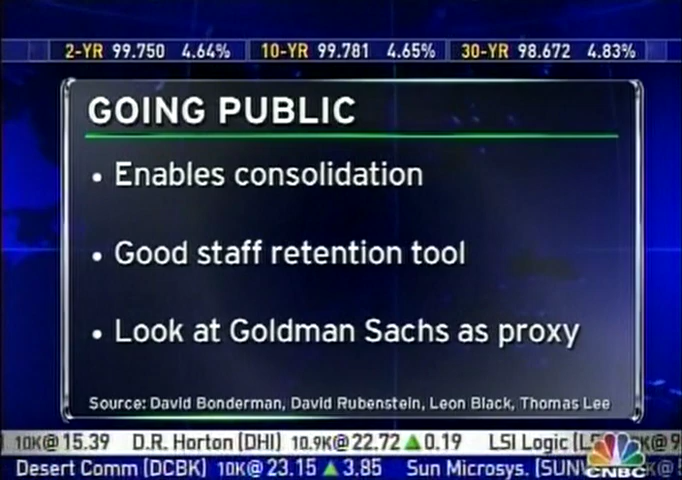 2-YR 99.750 4.64% 10-YR 99.781 4.65% 30-YR 98.672 4.83%
GOING PUBLIC
• Enables consolidation
• Good staff retention tool
• Look at Goldman Sachs as proxy
Source: David Bonderman, David Rubenstein, Leon Black, Thomas Lee
10K@15.39 D.R. Horton (DHI) 10.9K@22.72▲0.19 LSI Logic (LS K@9
Desert Comm (DCBK) 10K@23.15▲3.85 Sun Microsys. (SUNW K@
CNBC